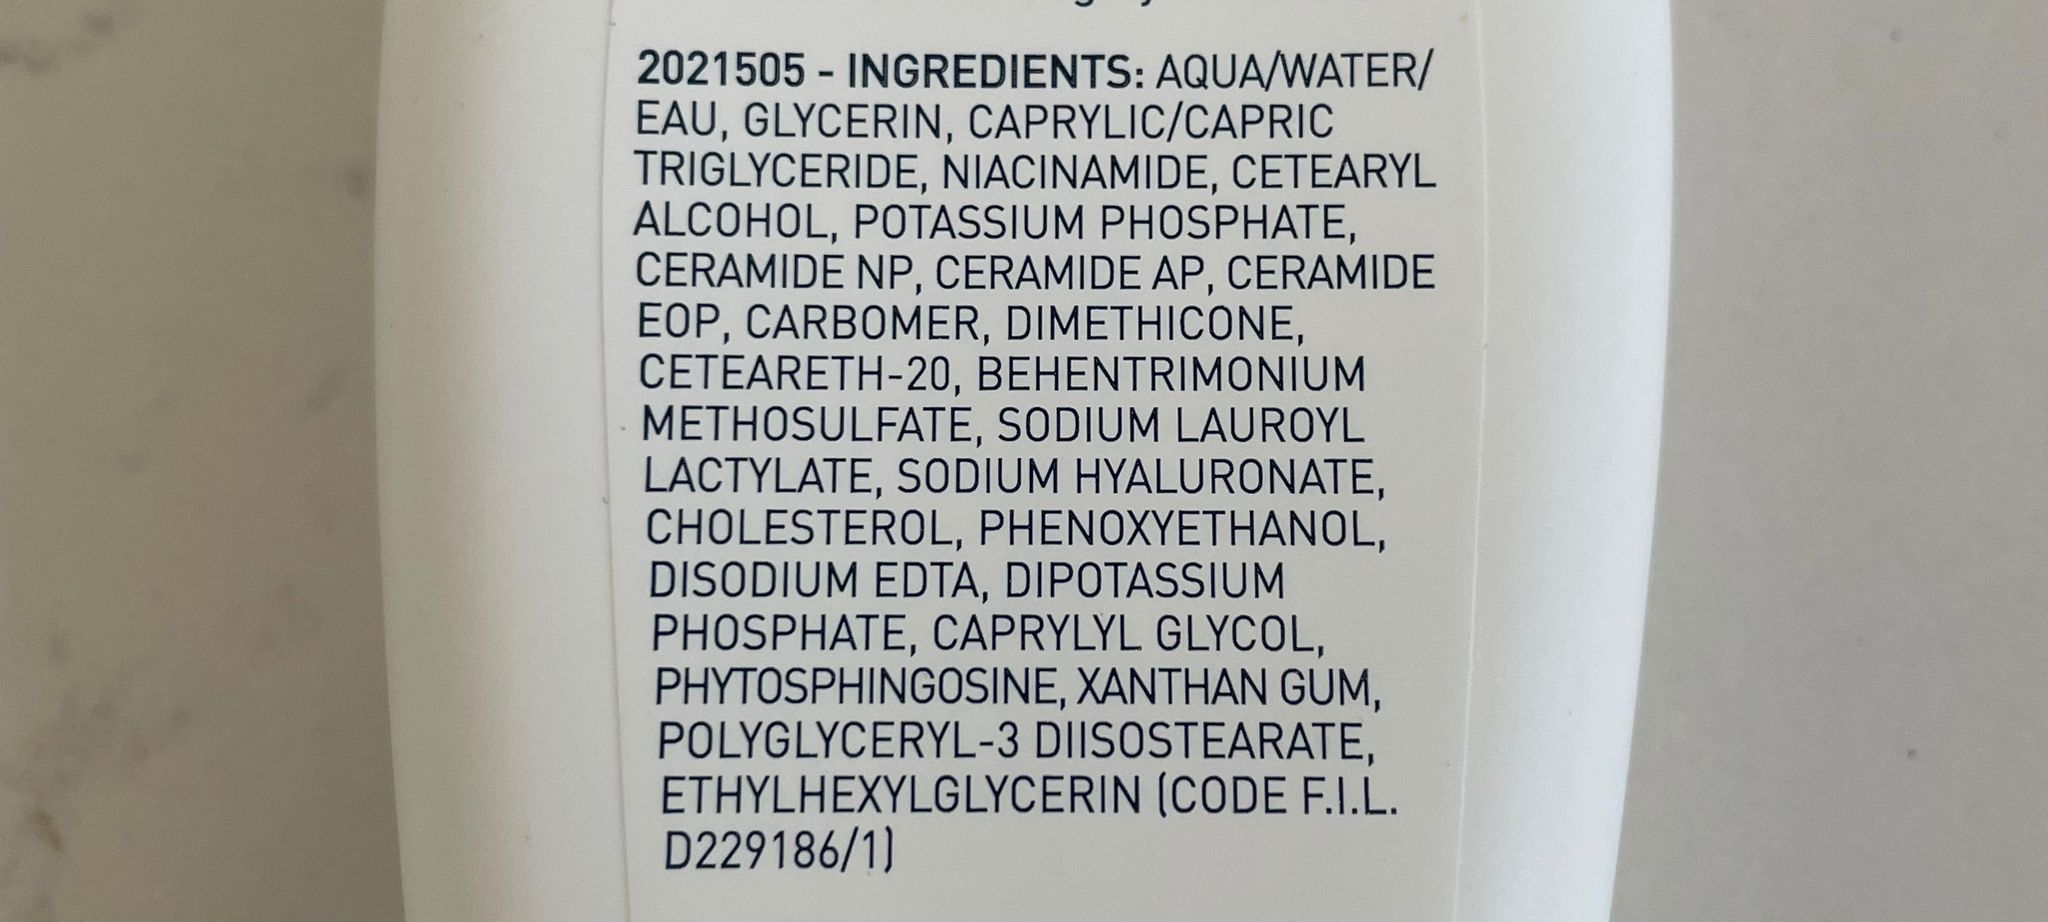 2021505 - INGREDIENTS: AQUA/WATER/
EAU, GLYCERIN, CAPRYLIC/CAPRIC
TRIGLYCERIDE, NIACINAMIDE, CETEARYL
ALCOHOL, POTASSIUM PHOSPHATE,
CERAMIDE NP, CERAMIDE AP, CERAMIDE
EOP, CARBOMER, DIMETHICONE,
CETEARETH-20, BEHENTRIMONIUM
METHOSULFATE, SODIUM LAUROYL
LACTYLATE, SODIUM HYALURONATE,
CHOLESTEROL, PHENOXYETHANOL,
DISODIUM EDTA, DIPOTASSIUM
PHOSPHATE, CAPRYLYL GLYCOL,
PHYTOSPHINGOSINE, XANTHAN GUM,
POLYGLYCERYL-3 DIISOSTEARATE,
ETHYLHEXYLGLYCERIN (CODE F.I.L.
D229186/1)